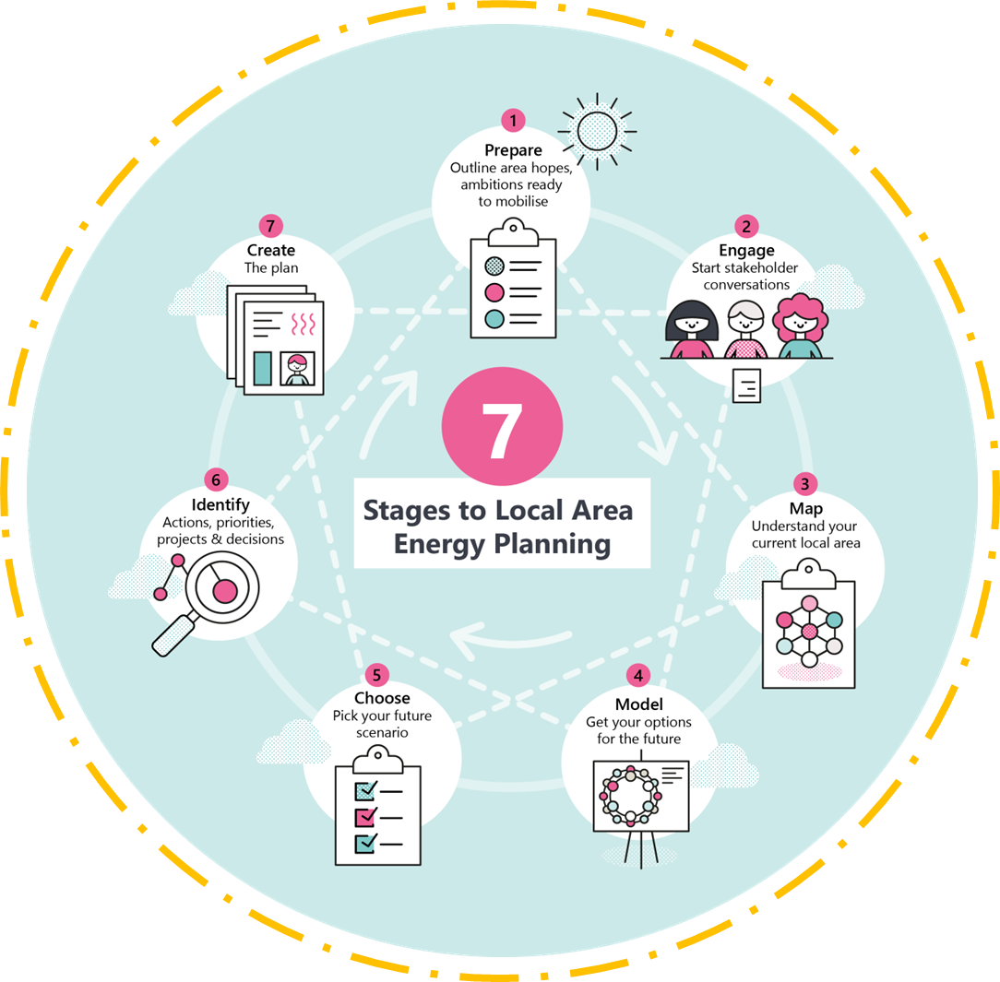 1
Prepare
Outline area hopes,
ambitions ready
to mobilise
2
Engage
Start stakeholder
conversations
3
Map
Understand your
current local area
4
Model
Get your options
for the future
5
Choose
Pick your future
scenario
6
Identify
Actions, priorities,
projects & decisions
7
Create
The plan
7
Stages to Local Area
Energy Planning